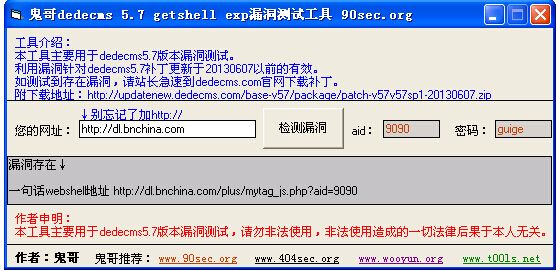 鬼哥dedecms 5.7 getshell exp漏洞测试工具 90sec.org
工具介绍：
本工具主要用于dedecms5.7版本漏洞测试。
利用漏洞针对dedecms5.7补丁更新于20130607以前的有效。
如测试到存在漏洞，请站长急速到dedecms.com官网下载补丁。
附下载地址：http://updatenew.dedecms.com/base-v57/package/patch-v57v57sp1-20130607.zip
↓别忘记了加http://
您的网址： http://dl.bnchina.com 检测漏洞 aid： 9090 密码： guige
漏洞存在↓
一句话webshell地址 http://dl.bnchina.com/plus/mytag_js.php?aid=9090
作者申明：
本工具主要用于dedecms5.7版本漏洞测试，请勿非法使用，非法使用造成的一切法律后果于本人无关。
作者：鬼哥 鬼哥推荐： www.90sec.org www.404sec.org www.wooyun.org www.t00ls.net